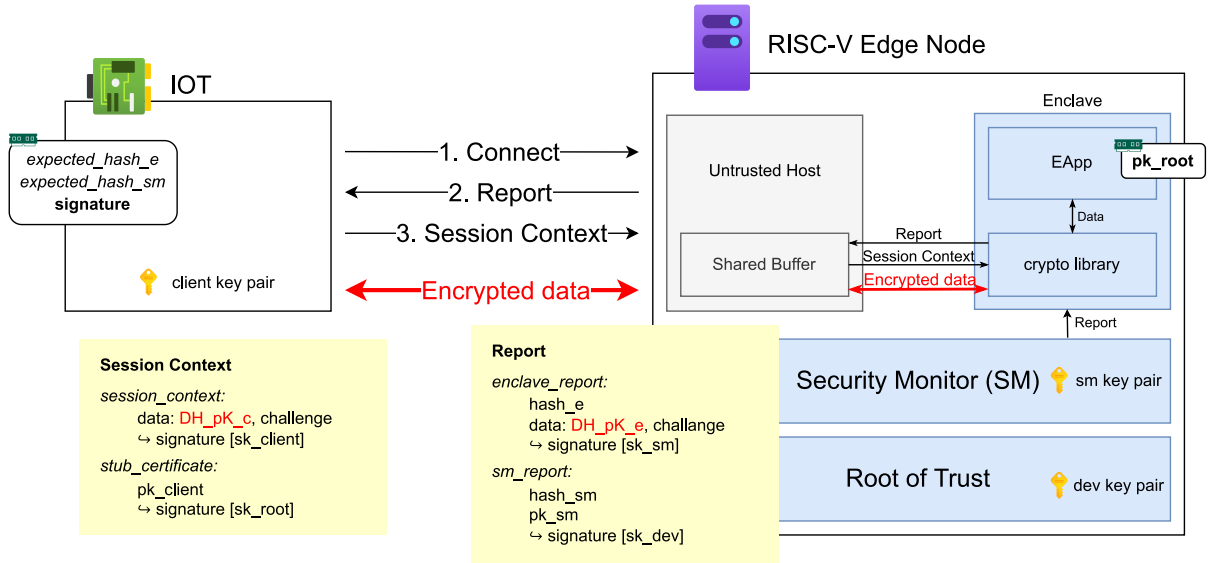 RISC-V Edge Node
IOT
expected_hash_e
expected_hash_sm
signature
client key pair
1. Connect
2. Report
3. Session Context
Encrypted data
Untrusted Host
Shared Buffer
Enclave
EApp
pk_root
Data
Report
Session Context
Encrypted data
crypto library
Report
Security Monitor (SM)
sm key pair
Root of Trust
dev key pair
Session Context
session_context:
data: DH_pK_c, challenge
↪ signature [sk_client]
stub_certificate:
pk_client
↪ signature [sk_root]
Report
enclave_report:
hash_e
data: DH_pK_e, challange
↪ signature [sk_sm]
sm_report:
hash_sm
pk_sm
↪ signature [sk_dev]